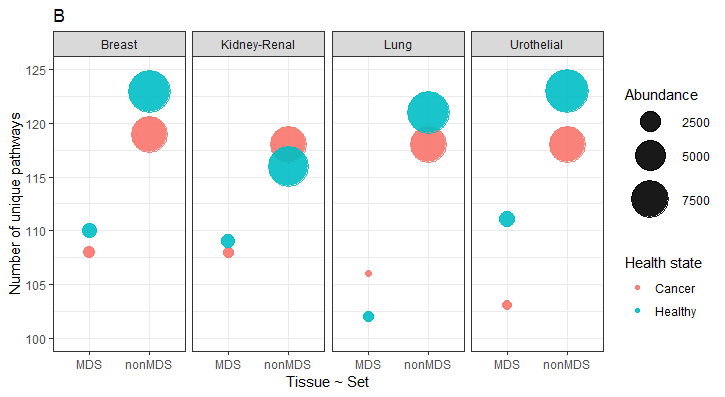 B
Breast
Kidney-Renal
Lung
Urothelial
Number of unique pathways
125
120
115
110
105
100
MDS
nonMDS
MDS
nonMDS
MDS
nonMDS
MDS
nonMDS
Tissue ~ Set
Abundance
2500
5000
7500
Health state
Cancer
Healthy